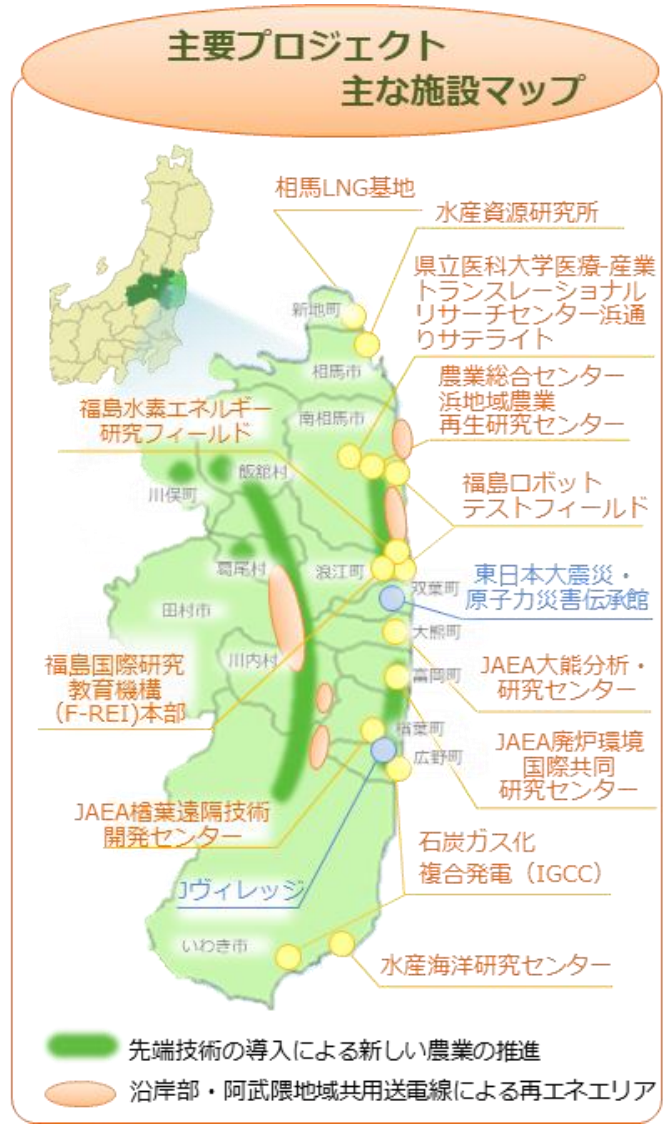 主要プロジェクト
主な施設マップ
相馬LNG基地
水産資源研究所
県立医科大学医療-産業
トランスレーショナル
リサーチセンター浜通
りサテライト
新地町
相馬市
農業総合センター
浜地域農業
再生研究センター
福島水素エネルギー
研究フィールド
南相馬市
飯舘村
川俣町
福島ロボット
テストフィールド
葛尾村
浪江町
双葉町
東日本大震災・
原子力災害伝承館
田村市
大熊町
川内村
福島国際研究
教育機構
（F-REI)本部
富岡町
JAEA大熊分析・
研究センター
楢葉町
広野町
JAEA廃炉環境
国際共同
研究センター
JAEA楢葉遠隔技術
開発センター
石炭ガス化
複合発電（IGCC）
Jヴィレッジ
いわき市
水産海洋研究センター
先端技術の導入による新しい農業の推進
沿岸部・阿武隈地域共用送電線による再エネエリア